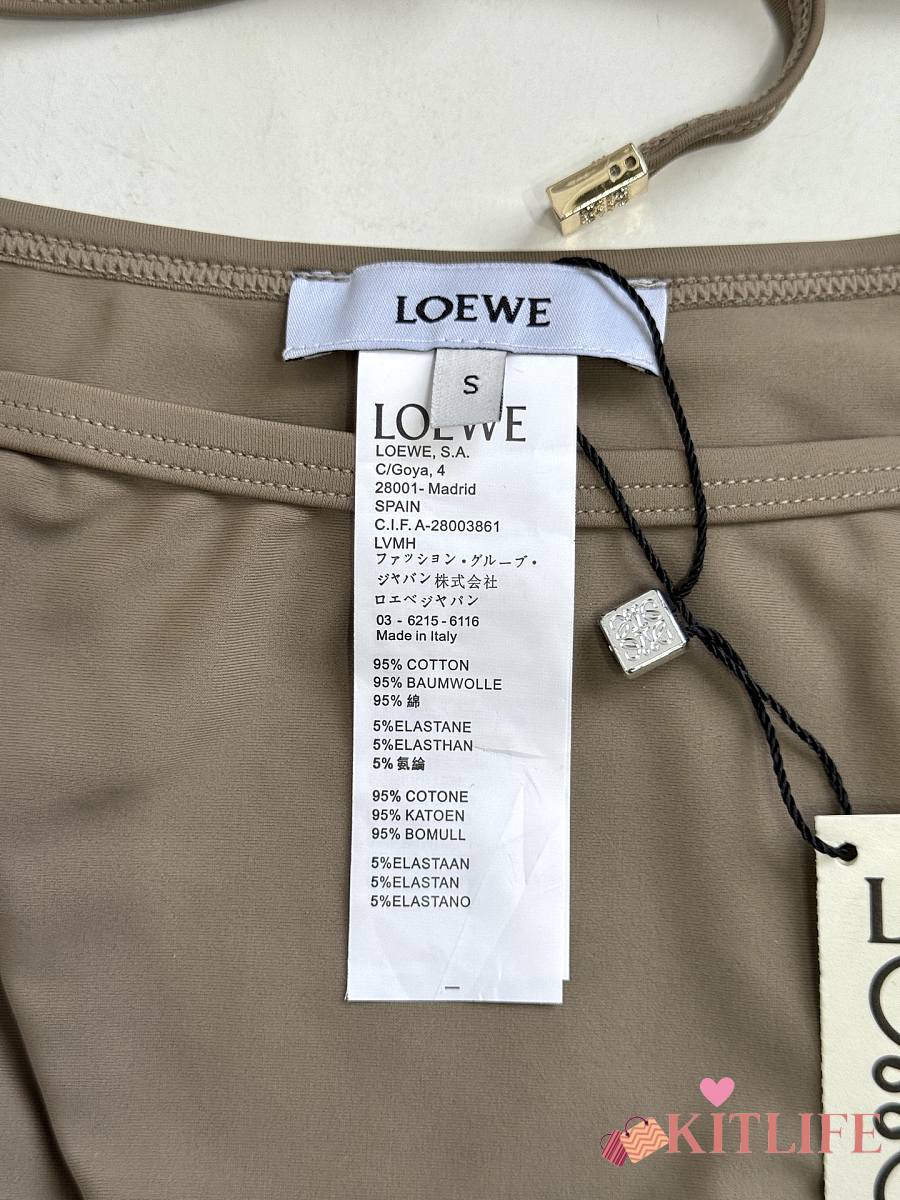 LOEWE
S
LOEWE
LOEWE, S.A.
C/Goya, 4
28001- Madrid
SPAIN
C.I.F. A-28003861
LVMH
ファッション・グループ・
ジャパン株式会社
ロエベジャパン
03 - 6215 - 6116
Made in Italy
95% COTTON
95% BAUMWOLLE
95% 綿
5%ELASTANE
5%ELASTHAN
5% 氨綸
95% COTONE
95% KATOEN
95% BOMULL
5%ELASTAAN
5%ELASTAN
5%ELASTANO
L
KITLIFE